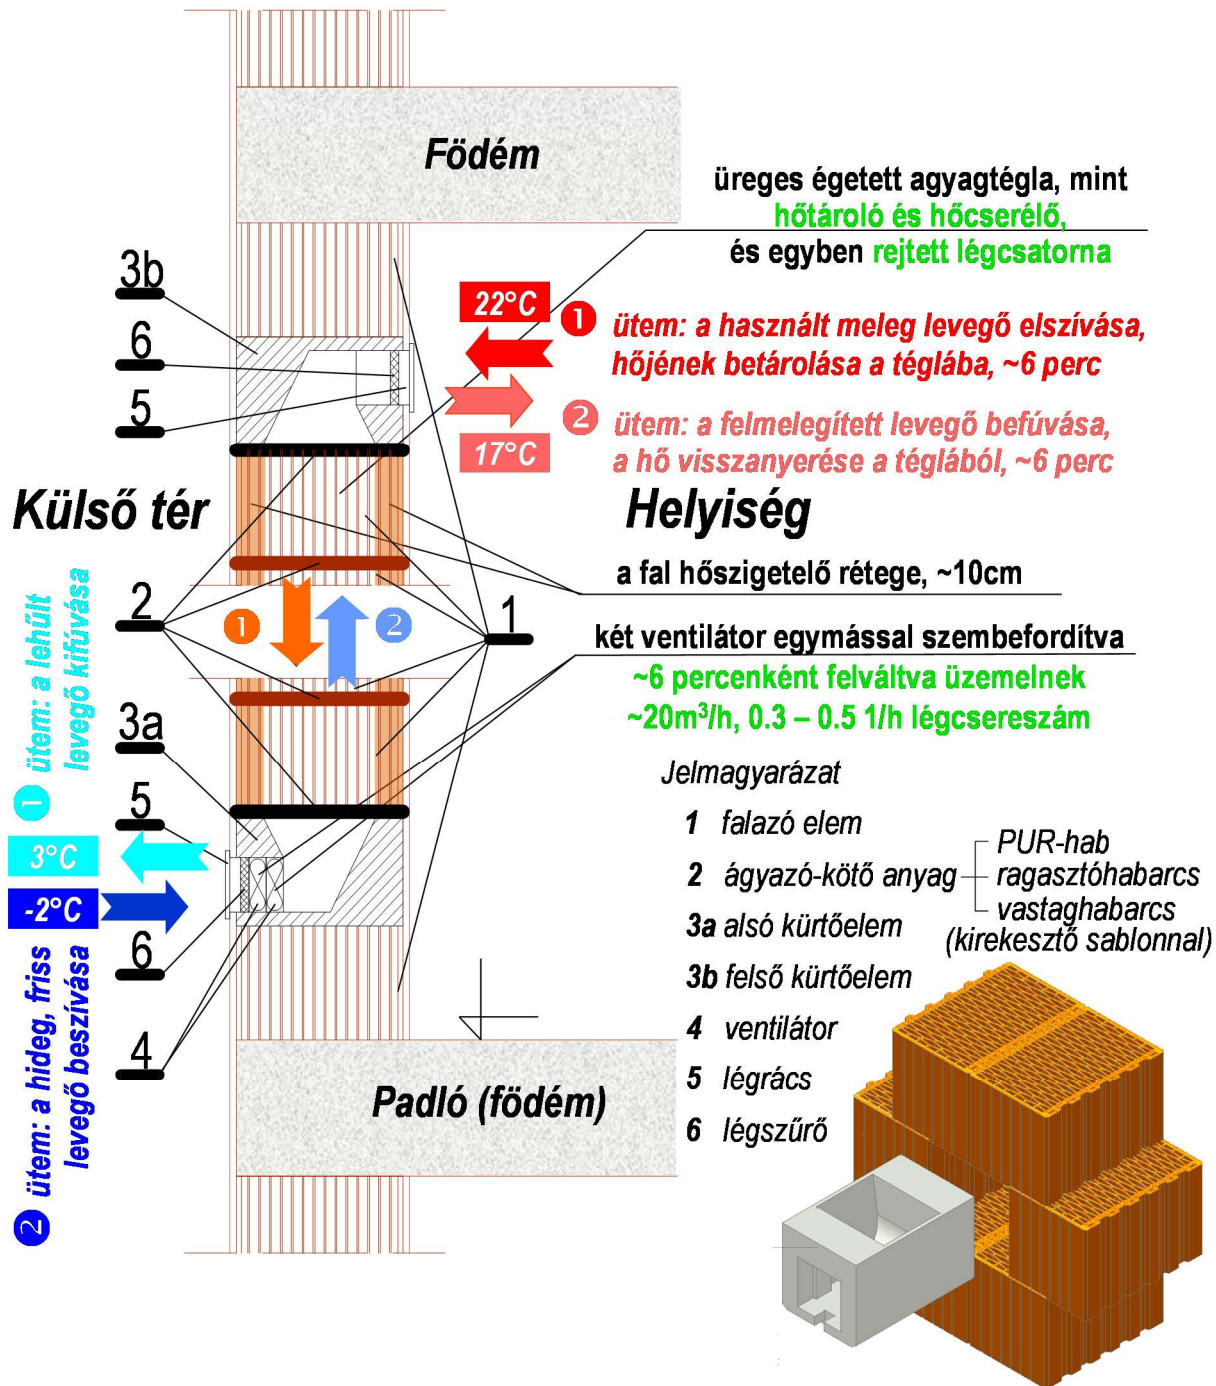 Födém
üreges égetett agyagtégla, mint
hőtároló és hőcserélő,
és egyben rejtett légcsatorna
3b
6
5
22°C
1 ütem: a használt meleg levegő elszívása,
hőjének betárolása a téglába, ~6 perc
2 ütem: a felmelegített levegő befúvása,
a hő visszanyerése a téglából, ~6 perc
17°C
Külső tér
Helyiség
a fal hőszigetelő rétege, ~10cm
2
1
2
1
két ventilátor egymással szembefordítva
~6 percenként felváltva üzemelnek
~20m³/h, 0.3 – 0.5 1/h légcsereszám
1 ütem: a lehűlt
levegő kifúvása
3a
5
3°C
-2°C
2 ütem: a hideg, friss
levegő beszívása
6
4
Jelmagyarázat
1 falazó elem
2 ágyazó-kötő anyag
PUR-hab
ragasztóhabarcs
vastaghabarcs
(kirekesztő sablonnal)
3a alsó kürtőelem
3b felső kürtőelem
4 ventilátor
5 légrács
6 légszűrő
Padló (födém)